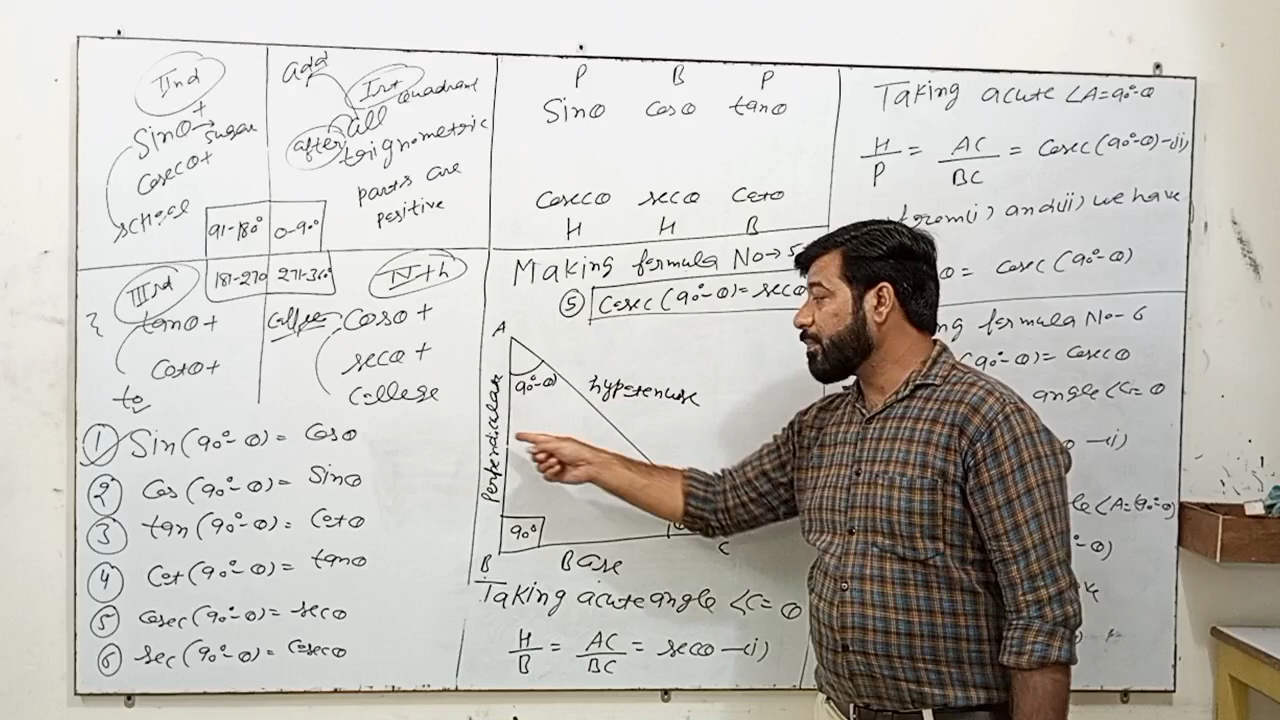 IInd
Sinθ+
→ Sugar
Cosecθ+
School
91-180°
Add
Ist quadrant
after
all
trignometric
parts are
positive
0-90°
IIIrd
181-270
tanθ+
Cotθ+
to
271-360°
IVth
College
Cosθ+
secθ+
College
① Sin(90°-θ)= Cosθ
② Cos(90°-θ)= Sinθ
③ tan(90°-θ)= Cotθ
4 Cot(90°-θ)= tanθ
⑤ Cosec(90°-θ)= secθ
⑥ Sec(90°-θ)= Cosecθ
P B P
Sinθ Cosθ tanθ
Cosecθ secθ Cotθ
H H B
Making formula No→5
⑤ Cosec(90°-θ)= secθ
A
90°-θ
hypotenuse
Perpendiculate
90°
θ
B
Base
C
Taking acute angle ∠C= θ
H/B = AC/BC = secθ —(i)
Taking acute ∠A=90°-θ
H/P = AC/BC = Cosec(90°-θ)-(ii)
from(i) and(ii) we have
θ= Cosec(90°-θ)
formula No-6
(90°-θ)= Cosecθ
angle ∠C= θ
—(i)
∠A=(90°-θ)
-θ)